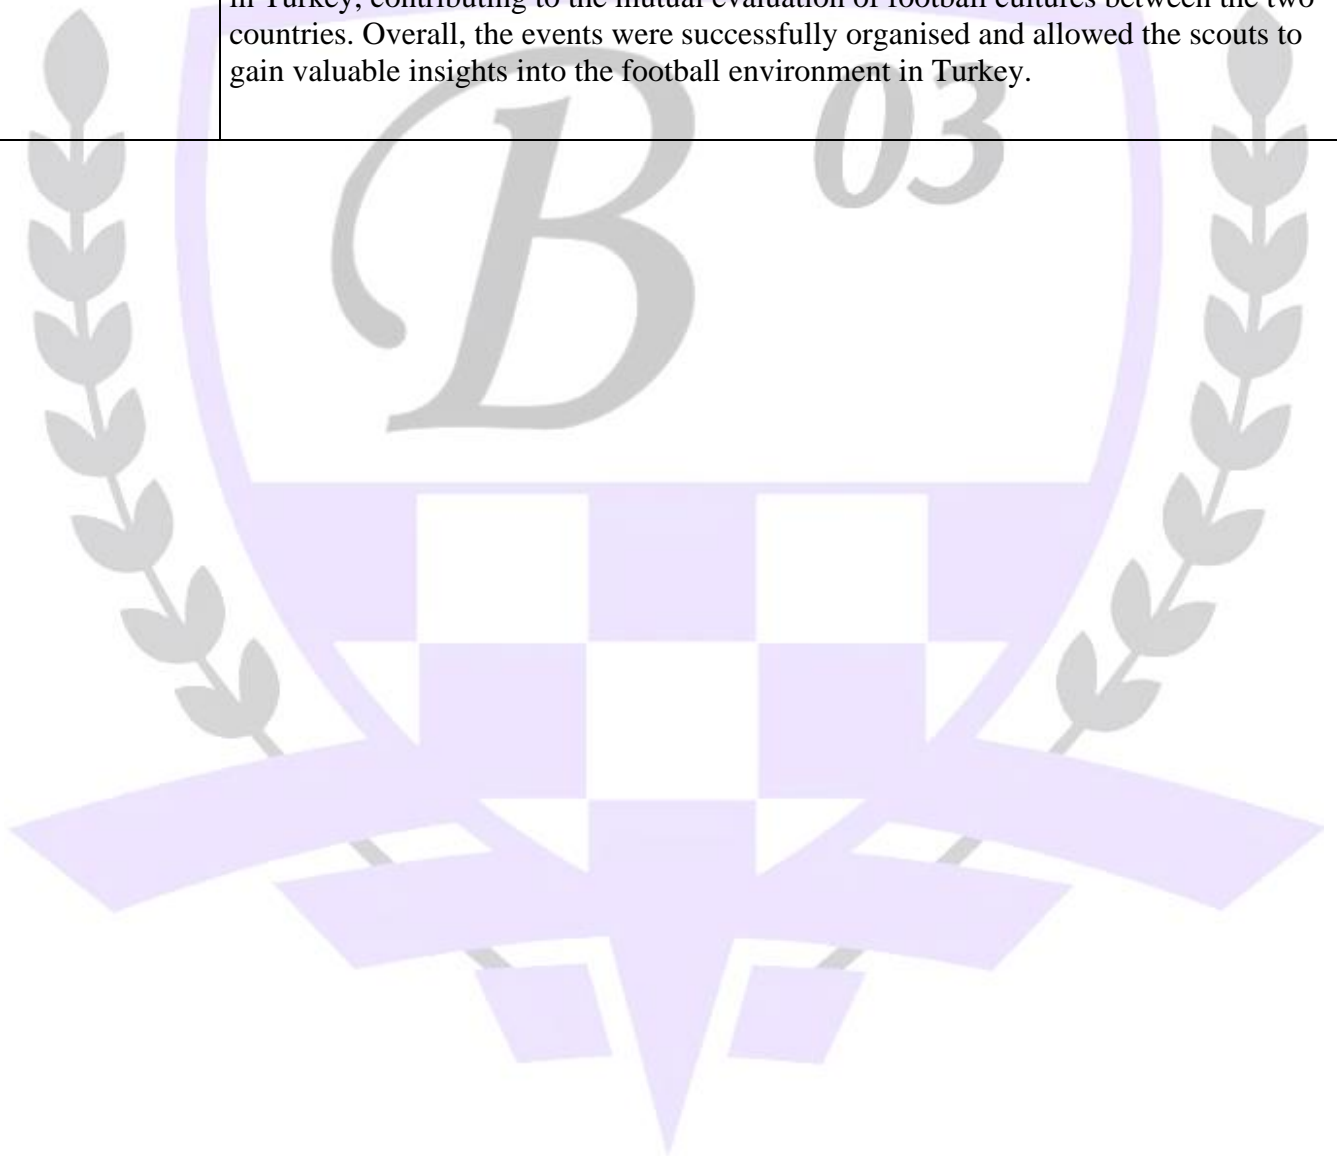 in Turkey, contributing to the mutual evaluation of football cultures between the two
countries. Overall, the events were successfully organised and allowed the scouts to
gain valuable insights into the football environment in Turkey.
B 03